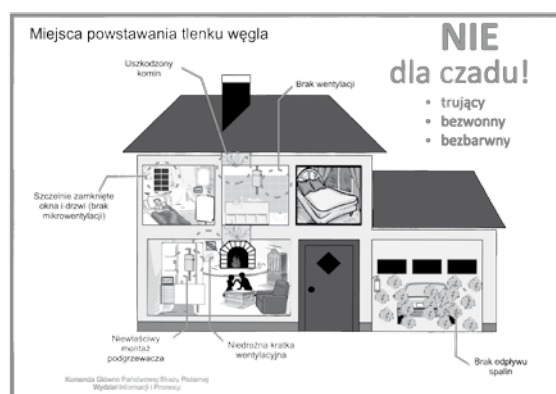 Miejsca powstawania tlenku węgla
NIE
dla czadu!
• trujący
• bezwonny
• bezbarwny
Uszkodzony
komin
Brak wentylacji
Szczelnie zamknięte
okna i drzwi (brak
mikrowentylacji)
Niewłaściwy
montaż
podgrzewacza
Niedrożna kratka
wentylacyjna
Brak odpływu
spalin
Komenda Główna Państwowej Straży Pożarnej
Wydział Informacji i Promocji